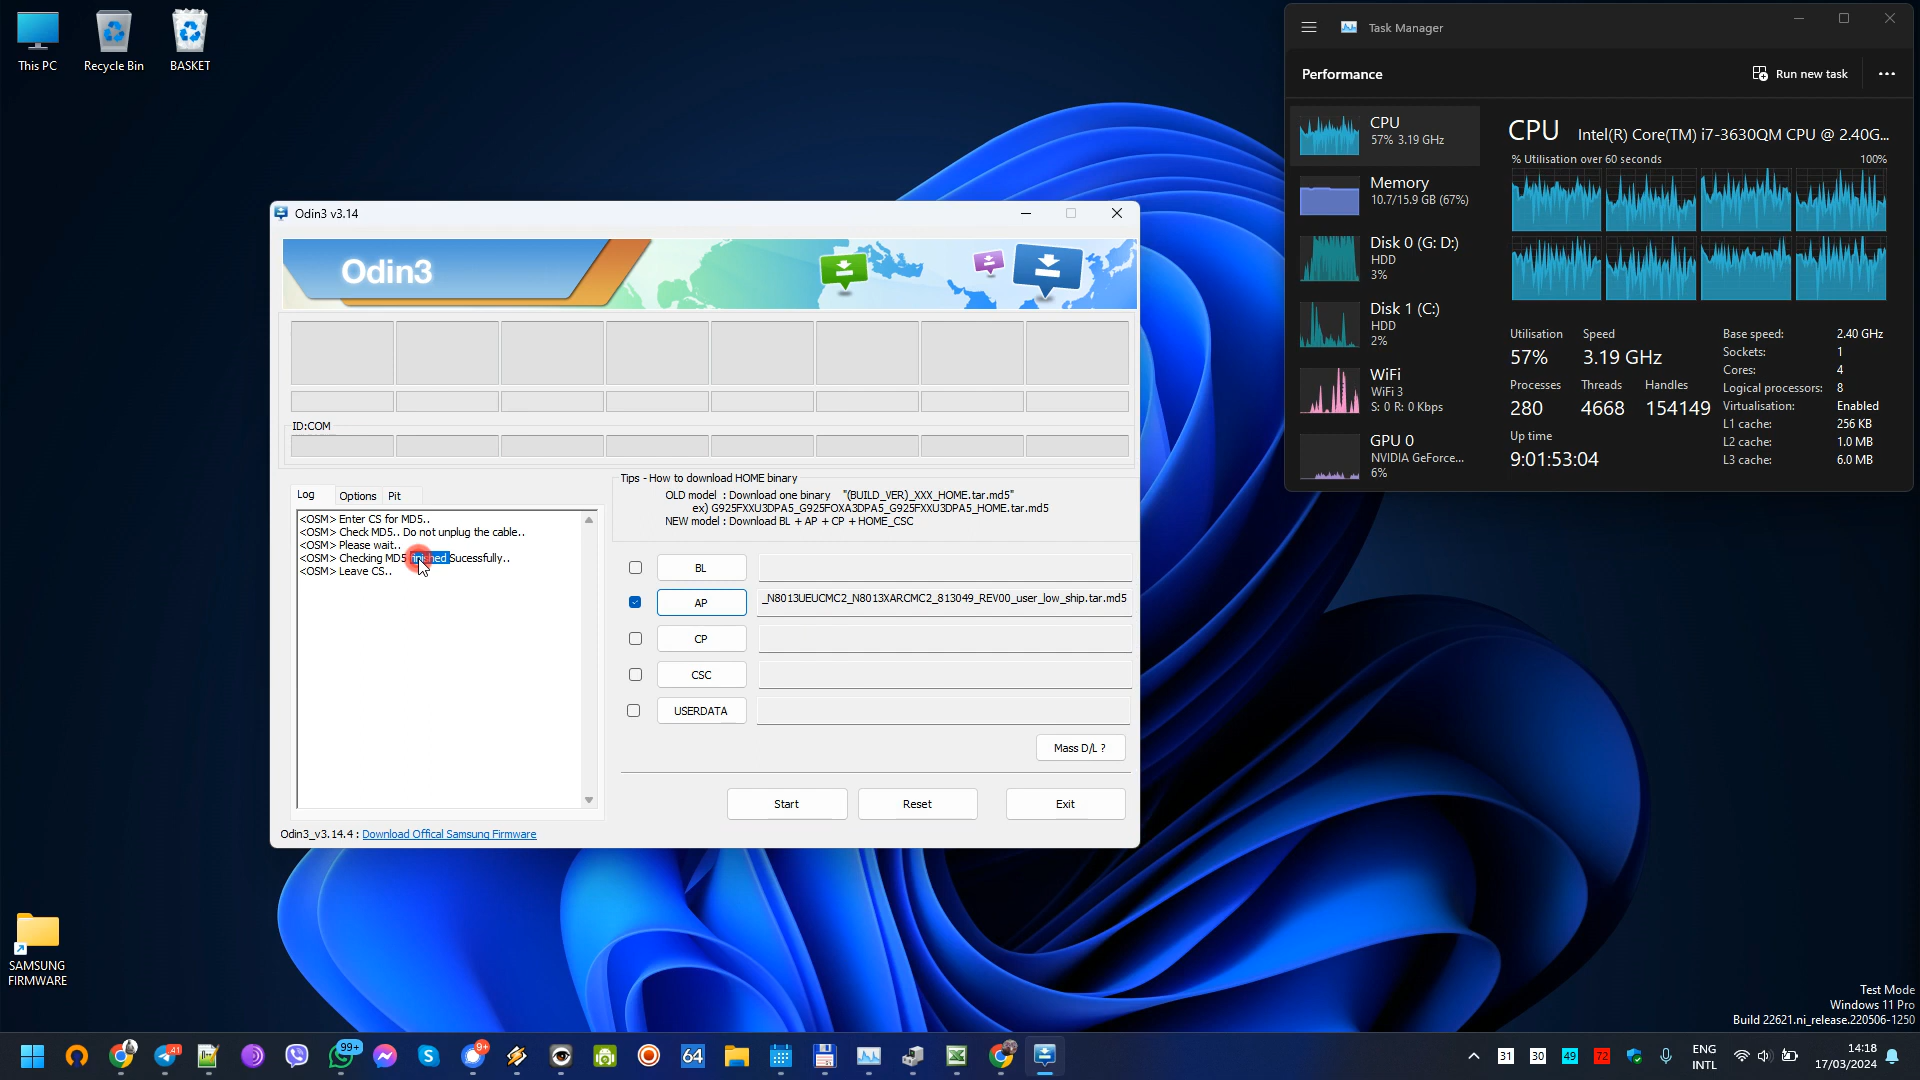 This PC
Recycle Bin
BASKET
SAMSUNG
FIRMWARE
Odin3 v3.14
Odin3
ID:COM
Log
Options
Pit
<OSM> Enter CS for MD5..
<OSM> Check MD5.. Do not unplug the cable..
<OSM> Please wait..
<OSM> Checking MD5 finished Sucessfully..
<OSM> Leave CS..
Tips - How to download HOME binary
OLD model : Download one binary "(BUILD_VER)_XXX_HOME.tar.md5"
ex) G925FXXU3DPA5_G925FOXA3DPA5_G925FXXU3DPA5_HOME.tar.md5
NEW model : Download BL + AP + CP + HOME_CSC
BL
AP
_N8013UEUCMC2_N8013XARCMC2_813049_REV00_user_low_ship.tar.md5
CP
CSC
USERDATA
Mass D/L ?
Start
Reset
Exit
Odin3_v3.14.4 : Download Offical Samsung Firmware
Task Manager
Performance
Run new task
CPU
57% 3.19 GHz
Memory
10.7/15.9 GB (67%)
Disk 0 (G: D:)
HDD
3%
Disk 1 (C:)
HDD
2%
WiFi
WiFi 3
S: 0 R: 0 Kbps
GPU 0
NVIDIA GeForce...
6%
CPU Intel(R) Core(TM) i7-3630QM CPU @ 2.40G...
% Utilisation over 60 seconds 100%
Utilisation Speed
57% 3.19 GHz
Processes Threads Handles
280 4668 154149
Up time
9:01:53:04
Base speed: 2.40 GHz
Sockets: 1
Cores: 4
Logical processors: 8
Virtualisation: Enabled
L1 cache: 256 KB
L2 cache: 1.0 MB
L3 cache: 6.0 MB
Test Mode
Windows 11 Pro
Build 22621.ni_release.220506-1250
41
99+
9+
64
31
30
49
72
ENG
INTL
14:18
17/03/2024